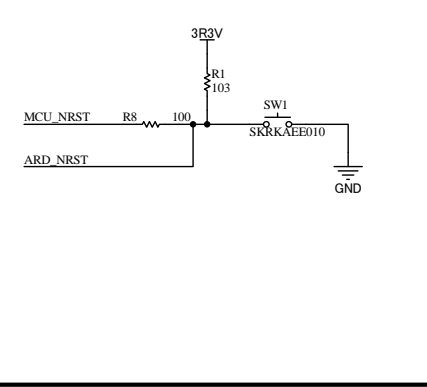 3R3V
R1
103
SW1
MCU_NRST R8 100
SKRKAEE010
ARD_NRST
GND